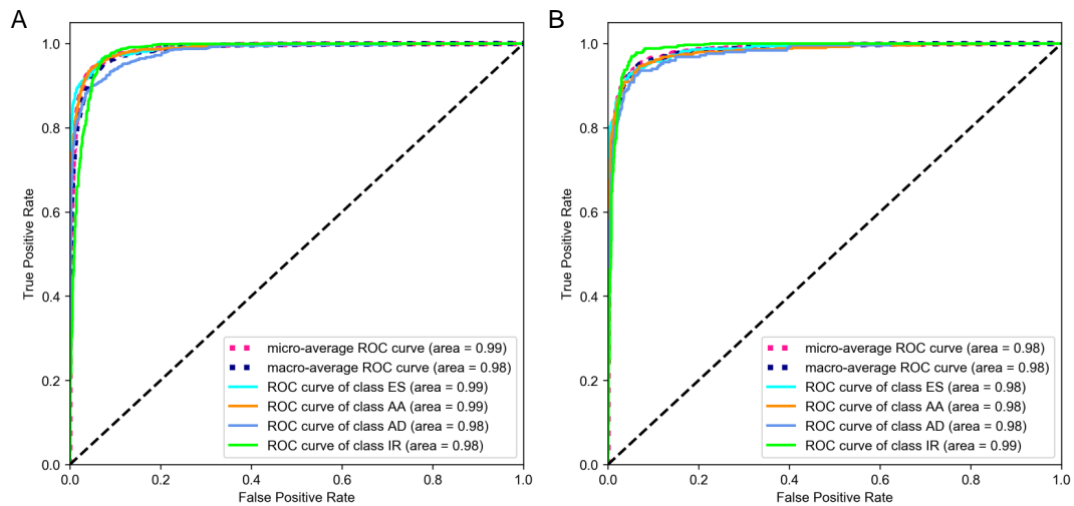 A
1.0
0.8
0.6
0.4
0.2
0.0
True Positive Rate
micro-average ROC curve (area = 0.99)
macro-average ROC curve (area = 0.98)
ROC curve of class ES (area = 0.99)
ROC curve of class AA (area = 0.99)
ROC curve of class AD (area = 0.98)
ROC curve of class IR (area = 0.98)
0.0 0.2 0.4 0.6 0.8 1.0
False Positive Rate
B
1.0
0.8
0.6
0.4
0.2
0.0
True Positive Rate
micro-average ROC curve (area = 0.98)
macro-average ROC curve (area = 0.98)
ROC curve of class ES (area = 0.98)
ROC curve of class AA (area = 0.98)
ROC curve of class AD (area = 0.98)
ROC curve of class IR (area = 0.99)
0.0 0.2 0.4 0.6 0.8 1.0
False Positive Rate